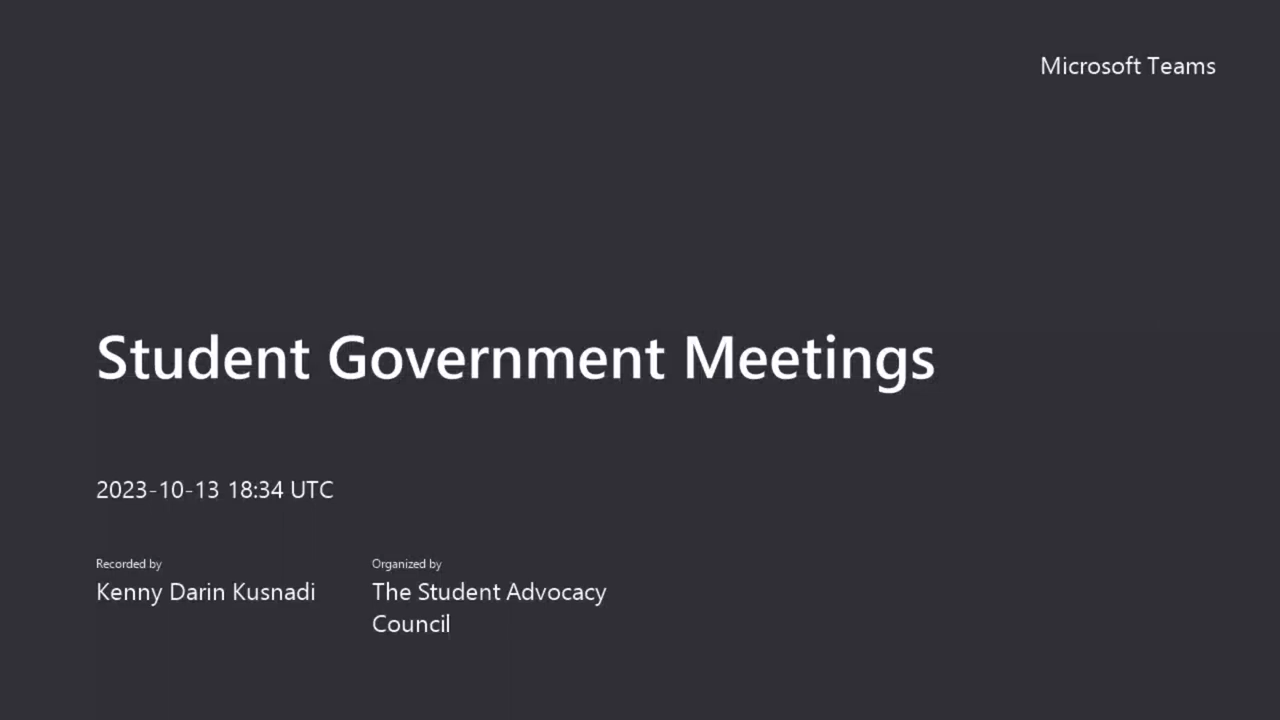 Microsoft Teams
Student Government Meetings
2023-10-13 18:34 UTC
Recorded by
Kenny Darin Kusnadi
Organized by
The Student Advocacy
Council